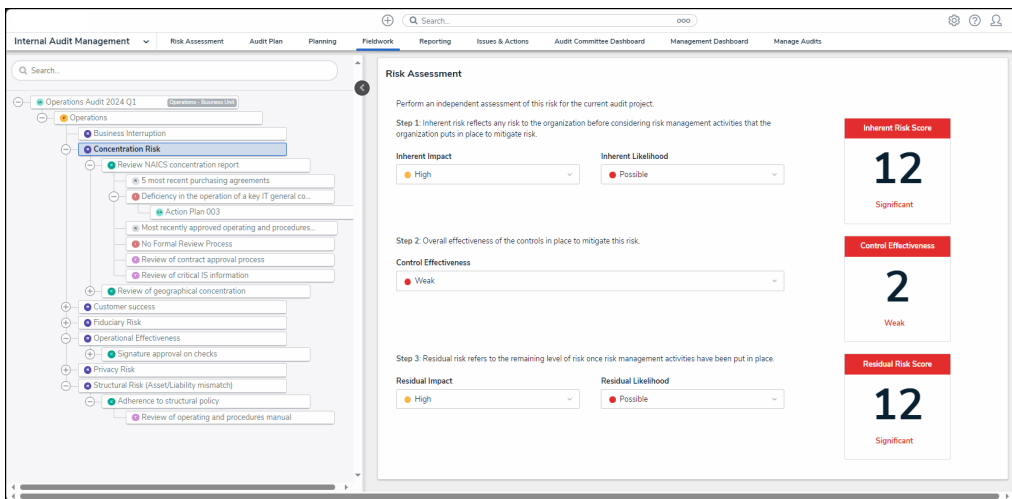 Search...
ooo
Internal Audit Management
Risk Assessment
Audit Plan
Planning
Fieldwork
Reporting
Issues & Actions
Audit Committee Dashboard
Management Dashboard
Manage Audits
Search...
Operations Audit 2024 Q1
Operations - Business Unit
Operations
Business Interruption
Concentration Risk
Review NAICS concentration report
5 most recent purchasing agreements
Deficiency in the operation of a key IT general co...
Action Plan 003
Most recently approved operating and procedures...
No Formal Review Process
Review of contract approval process
Review of critical IS information
Review of geographical concentration
Customer success
Fiduciary Risk
Operational Effectiveness
Signature approval on checks
Privacy Risk
Structural Risk (Asset/Liability mismatch)
Adherence to structural policy
Review of operating and procedures manual
Risk Assessment
Perform an independent assessment of this risk for the current audit project.
Step 1: Inherent risk reflects any risk to the organization before considering risk management activities that the
organization puts in place to mitigate risk.
Inherent Impact
Inherent Likelihood
High
Possible
Inherent Risk Score
12
Significant
Step 2: Overall effectiveness of the controls in place to mitigate this risk.
Control Effectiveness
Weak
Control Effectiveness
2
Weak
Step 3: Residual risk refers to the remaining level of risk once risk management activities have been put in place.
Residual Impact
Residual Likelihood
High
Possible
Residual Risk Score
12
Significant